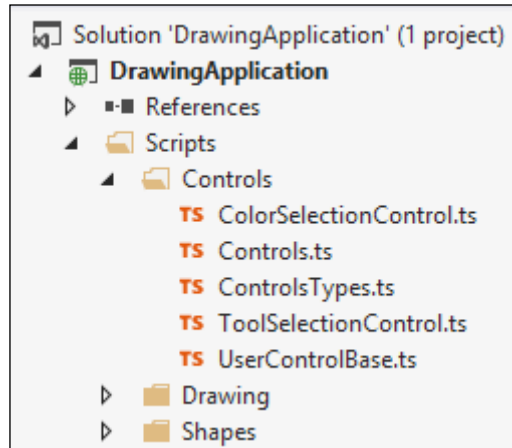 Solution 'DrawingApplication' (1 project)
DrawingApplication
References
Scripts
Controls
TS ColorSelectionControl.ts
TS Controls.ts
TS ControlsTypes.ts
TS ToolSelectionControl.ts
TS UserControlBase.ts
Drawing
Shapes